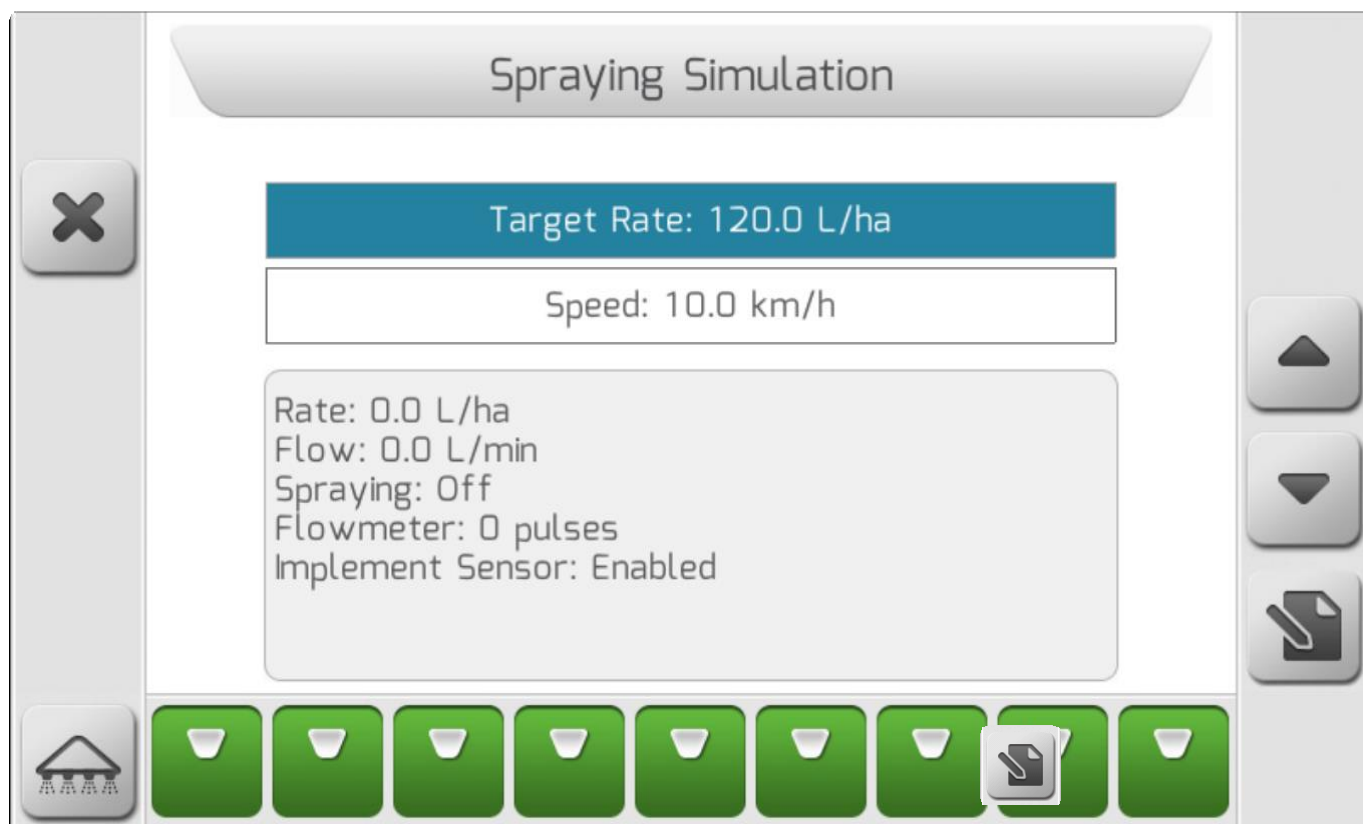 Spraying Simulation
Target Rate: 120.0 L/ha
Speed: 10.0 km/h
Rate: 0.0 L/ha
Flow: 0.0 L/min
Spraying: Off
Flowmeter: 0 pulses
Implement Sensor: Enabled